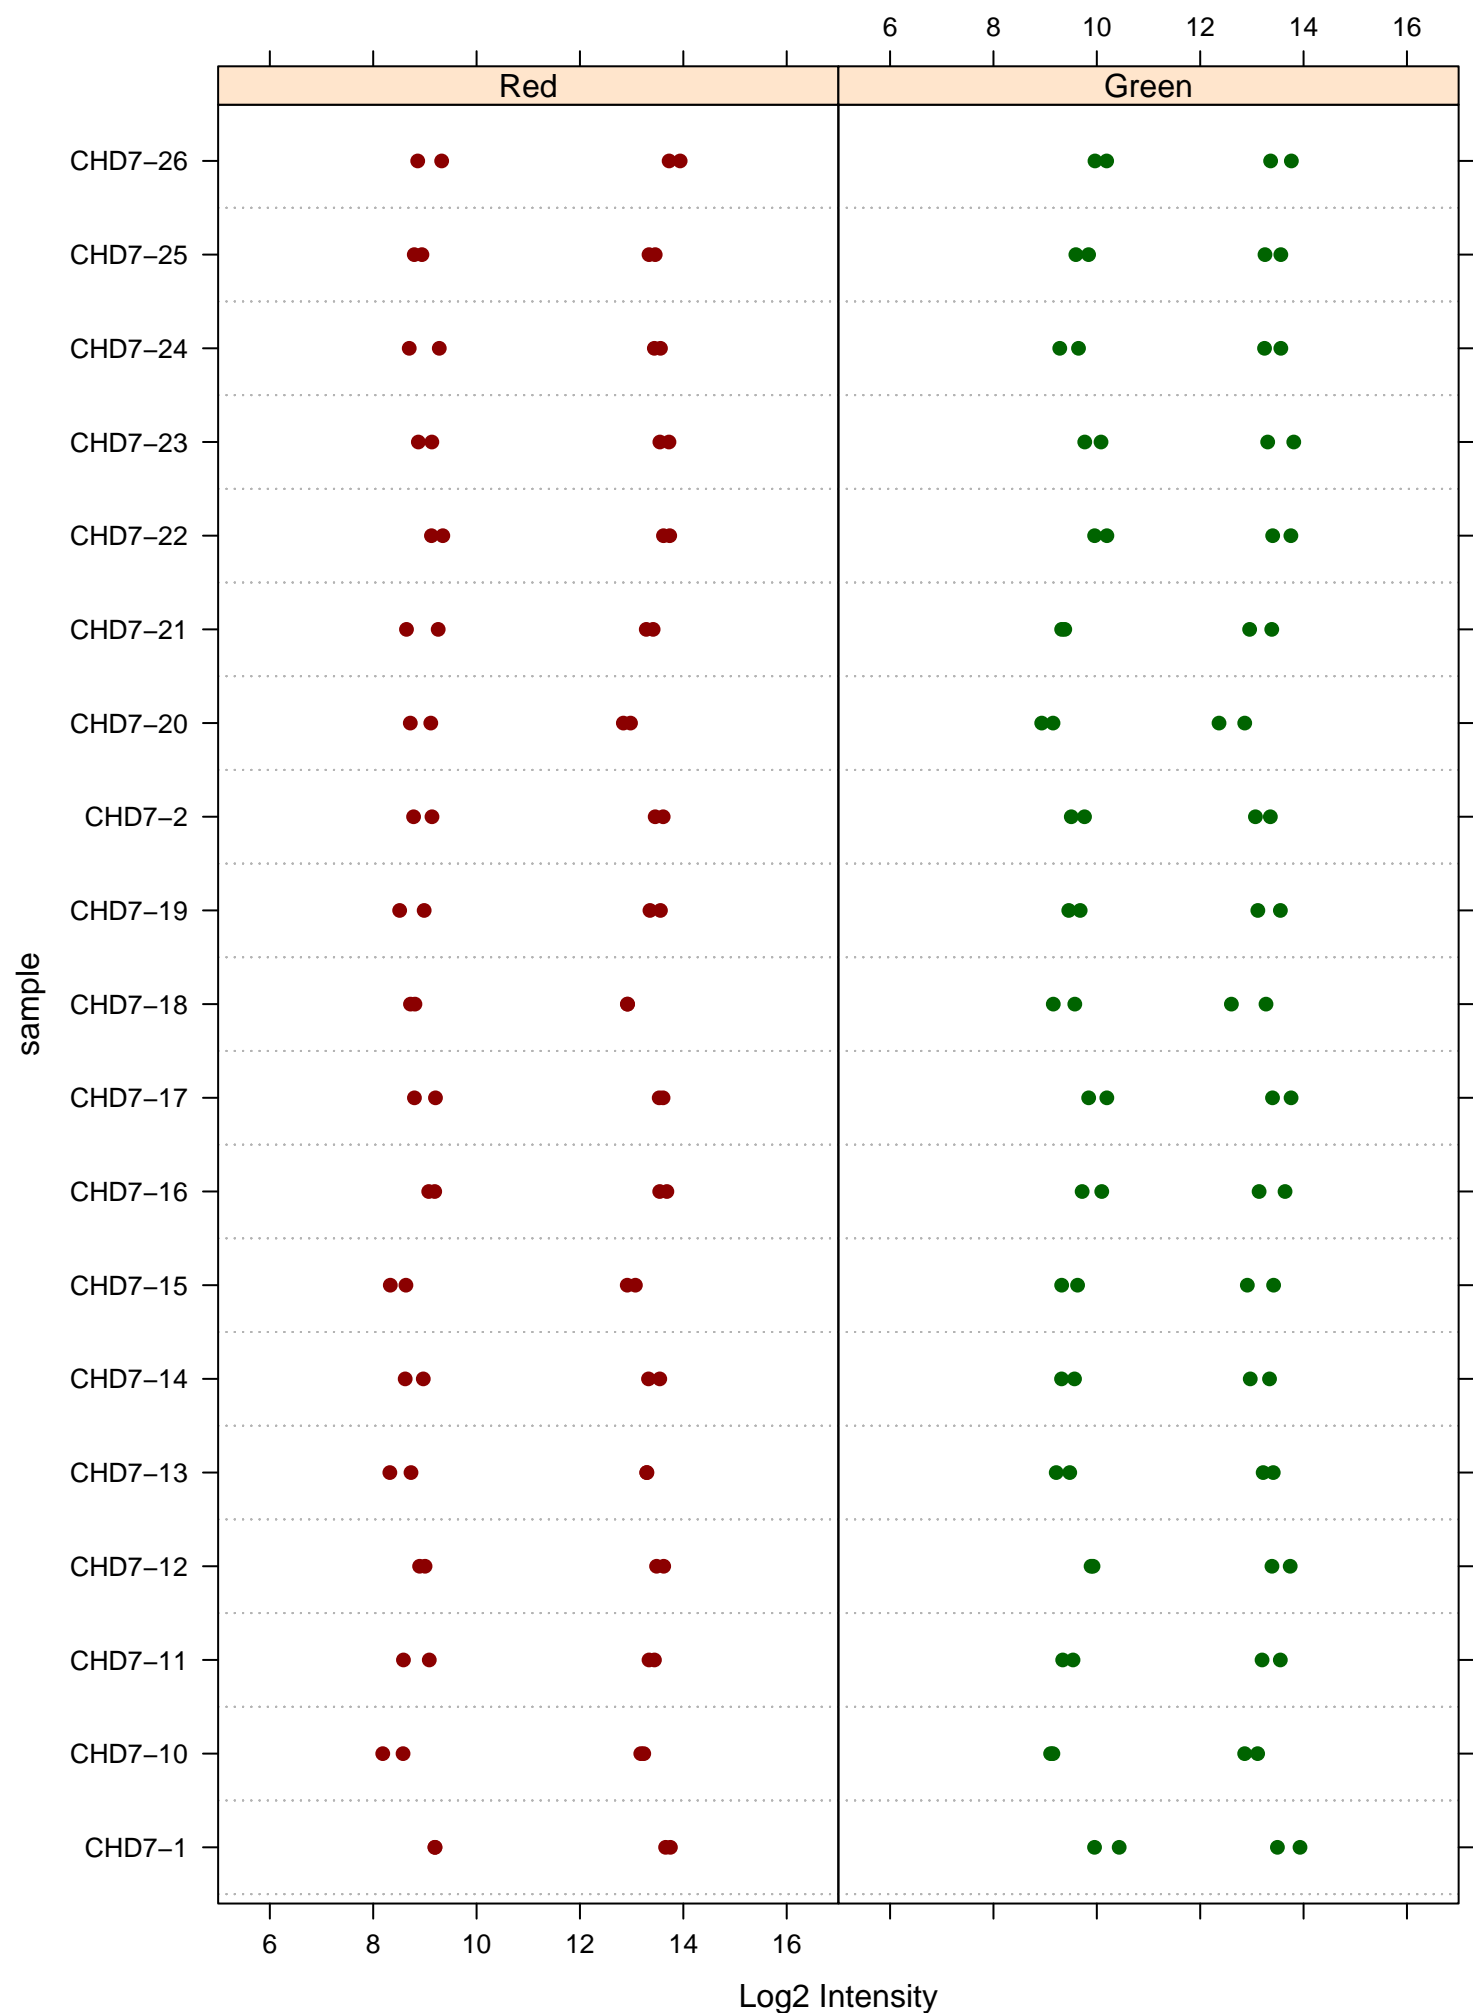 6 8 10 12 14 16
Red Green
CHD7−26
CHD7−25
CHD7−24
CHD7−23
CHD7−22
CHD7−21
CHD7−20
CHD7−2
CHD7−19
CHD7−18
CHD7−17
CHD7−16
CHD7−15
CHD7−14
CHD7−13
CHD7−12
CHD7−11
CHD7−10
CHD7−1
sample
6 8 10 12 14 16
Log2 Intensity